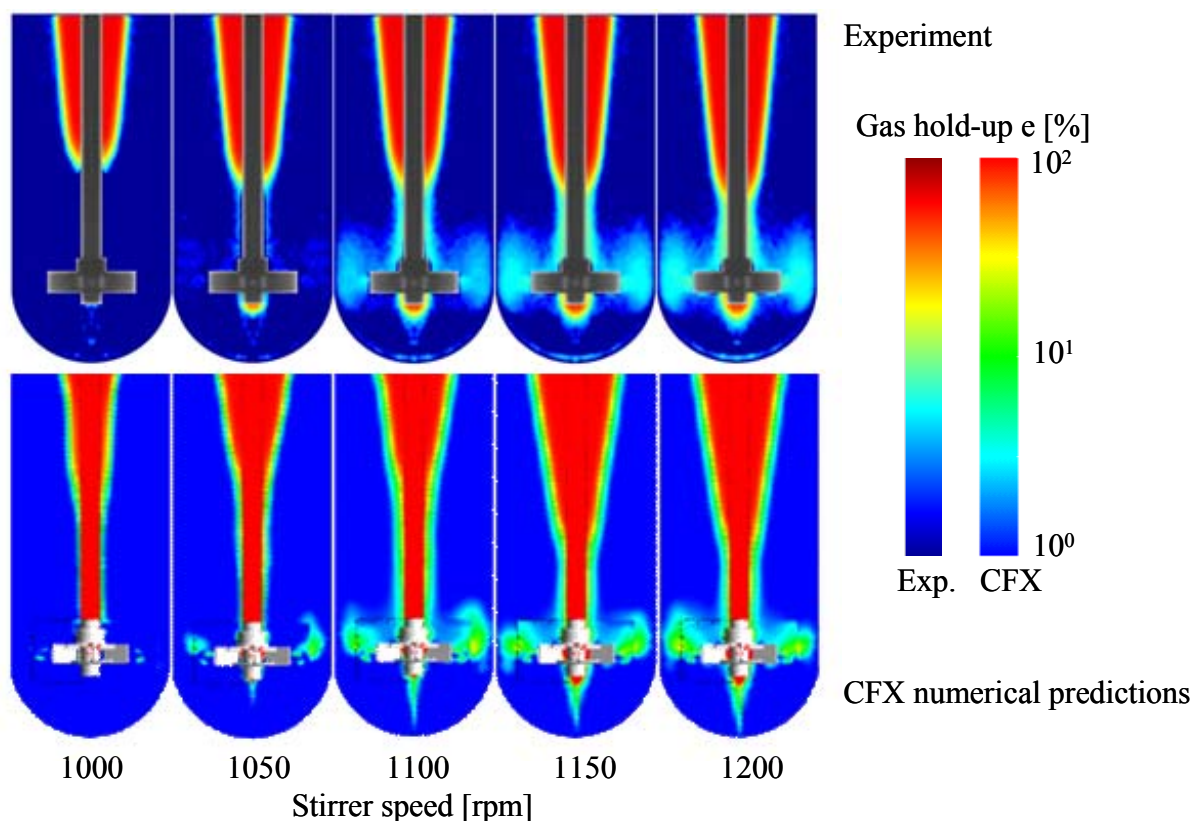 Experiment
Gas hold-up e [%]
10²
10¹
10⁰
Exp. CFX
CFX numerical predictions
1000 1050 1100 1150 1200
Stirrer speed [rpm]